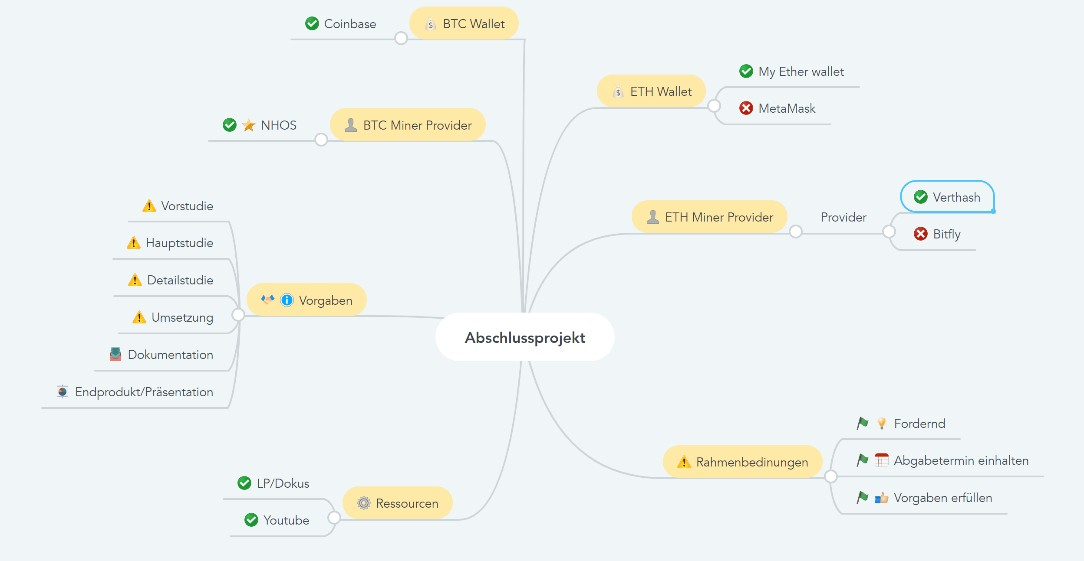 Coinbase
BTC Wallet
NHOS
BTC Miner Provider
Vorstudie
Hauptstudie
Detailstudie
Umsetzung
Dokumentation
Endprodukt/Präsentation
Vorgaben
LP/Dokus
Youtube
Ressourcen
Abschlussprojekt
ETH Wallet
My Ether wallet
MetaMask
ETH Miner Provider
Provider
Verthash
Bitfly
Rahmenbedinungen
Fordernd
Abgabetermin einhalten
Vorgaben erfüllen